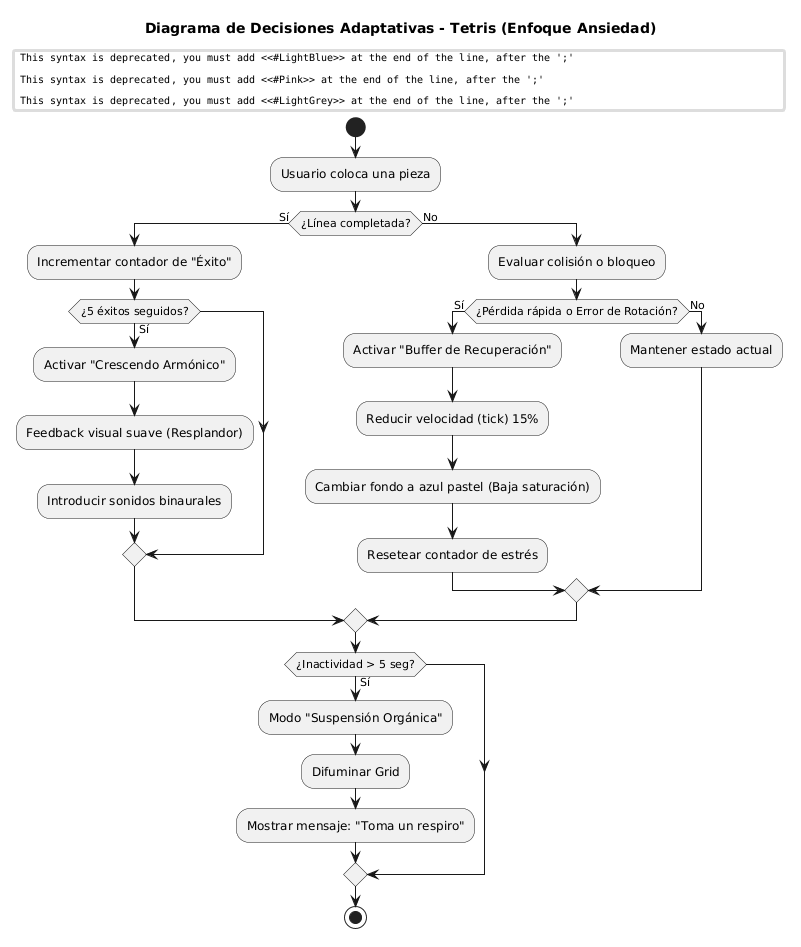 Diagrama de Decisiones Adaptativas - Tetris (Enfoque Ansiedad)
This syntax is deprecated, you must add <<#LightBlue>> at the end of the line, after the ';'
This syntax is deprecated, you must add <<#Pink>> at the end of the line, after the ';'
This syntax is deprecated, you must add <<#LightGrey>> at the end of the line, after the ';'
Usuario coloca una pieza
Sí
¿Línea completada?
No
Incrementar contador de "Éxito"
¿5 éxitos seguidos?
Sí
Activar "Crescendo Armónico"
Feedback visual suave (Resplandor)
Introducir sonidos binaurales
Evaluar colisión o bloqueo
Sí
¿Pérdida rápida o Error de Rotación?
No
Activar "Buffer de Recuperación"
Reducir velocidad (tick) 15%
Cambiar fondo a azul pastel (Baja saturación)
Resetear contador de estrés
Mantener estado actual
¿Inactividad > 5 seg?
Sí
Modo "Suspensión Orgánica"
Difuminar Grid
Mostrar mensaje: "Toma un respiro"